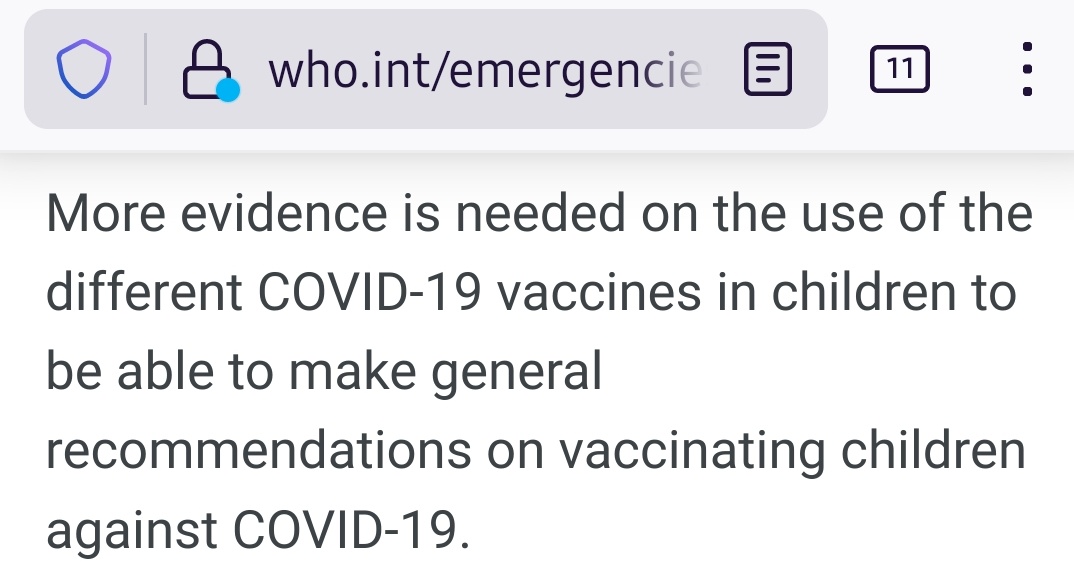 who.int/emergencie
11
More evidence is needed on the use of the
different COVID-19 vaccines in children to
be able to make general
recommendations on vaccinating children
against COVID-19.